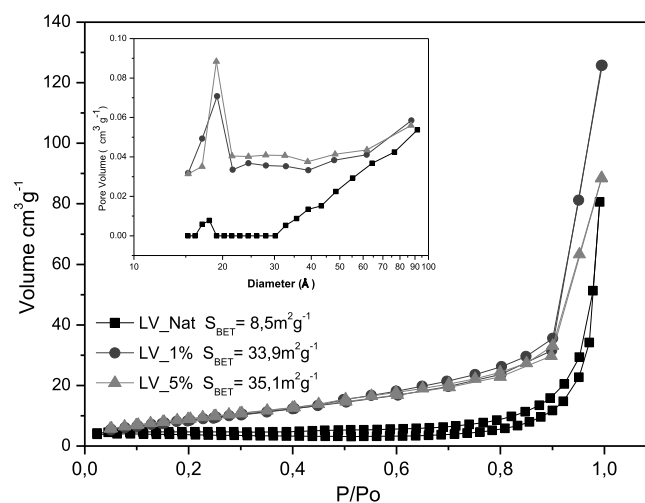 140
120
100
80
60
40
20
0
Volume cm³g⁻¹
0,0
0,2
0,4
0,6
0,8
1,0
P/Po
0.10
0.08
0.06
0.04
0.02
0.00
Pore Volume ( cm³ g⁻¹)
10 20 30 40 50 60 70 80 90 100
Diameter (Å)
LV_Nat S_BET= 8,5m²g⁻¹
LV_1% S_BET= 33,9m²g⁻¹
LV_5% S_BET= 35,1m²g⁻¹